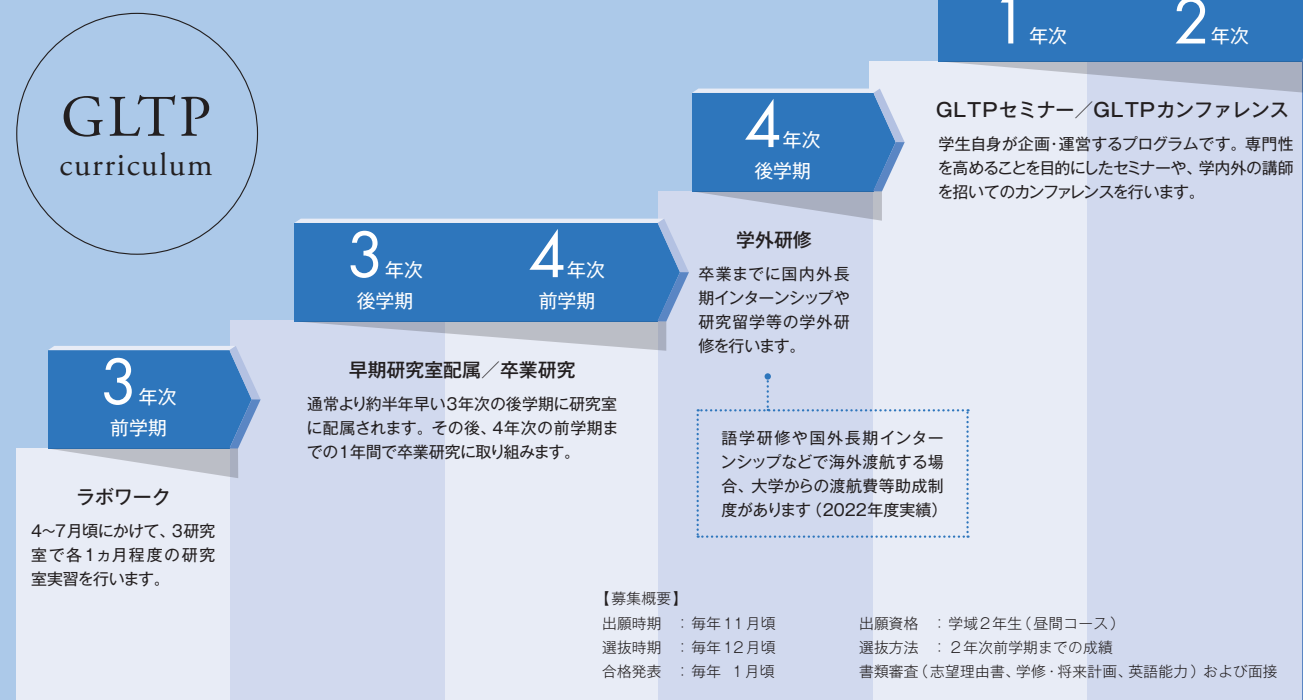 GLTP
curriculum
3年次
前学期
ラボワーク
4〜7月頃にかけて、3研究
室で各1ヵ月程度の研究
室実習を行います。
3年次
後学期
4年次
前学期
早期研究室配属／卒業研究
通常より約半年早い3年次の後学期に研究室
に配属されます。その後、4年次の前学期ま
での1年間で卒業研究に取り組みます。
4年次
後学期
学外研修
卒業までに国内外長
期インターンシップや
研究留学等の学外研
修を行います。
語学研修や国外長期インター
ンシップなどで海外渡航する場
合、大学からの渡航費等助成制
度があります（2022年度実績）
1年次
2年次
GLTPセミナー／GLTPカンファレンス
学生自身が企画・運営するプログラムです。専門性
を高めることを目的にしたセミナーや、学内外の講師
を招いてのカンファレンスを行います。
【募集概要】
出願時期　：毎年11月頃
選抜時期　：毎年12月頃
合格発表　：毎年　1月頃
出願資格　：学域2年生（昼間コース）
選抜方法　：2年次前学期までの成績
書類審査（志望理由書、学修・将来計画、英語能力）および面接